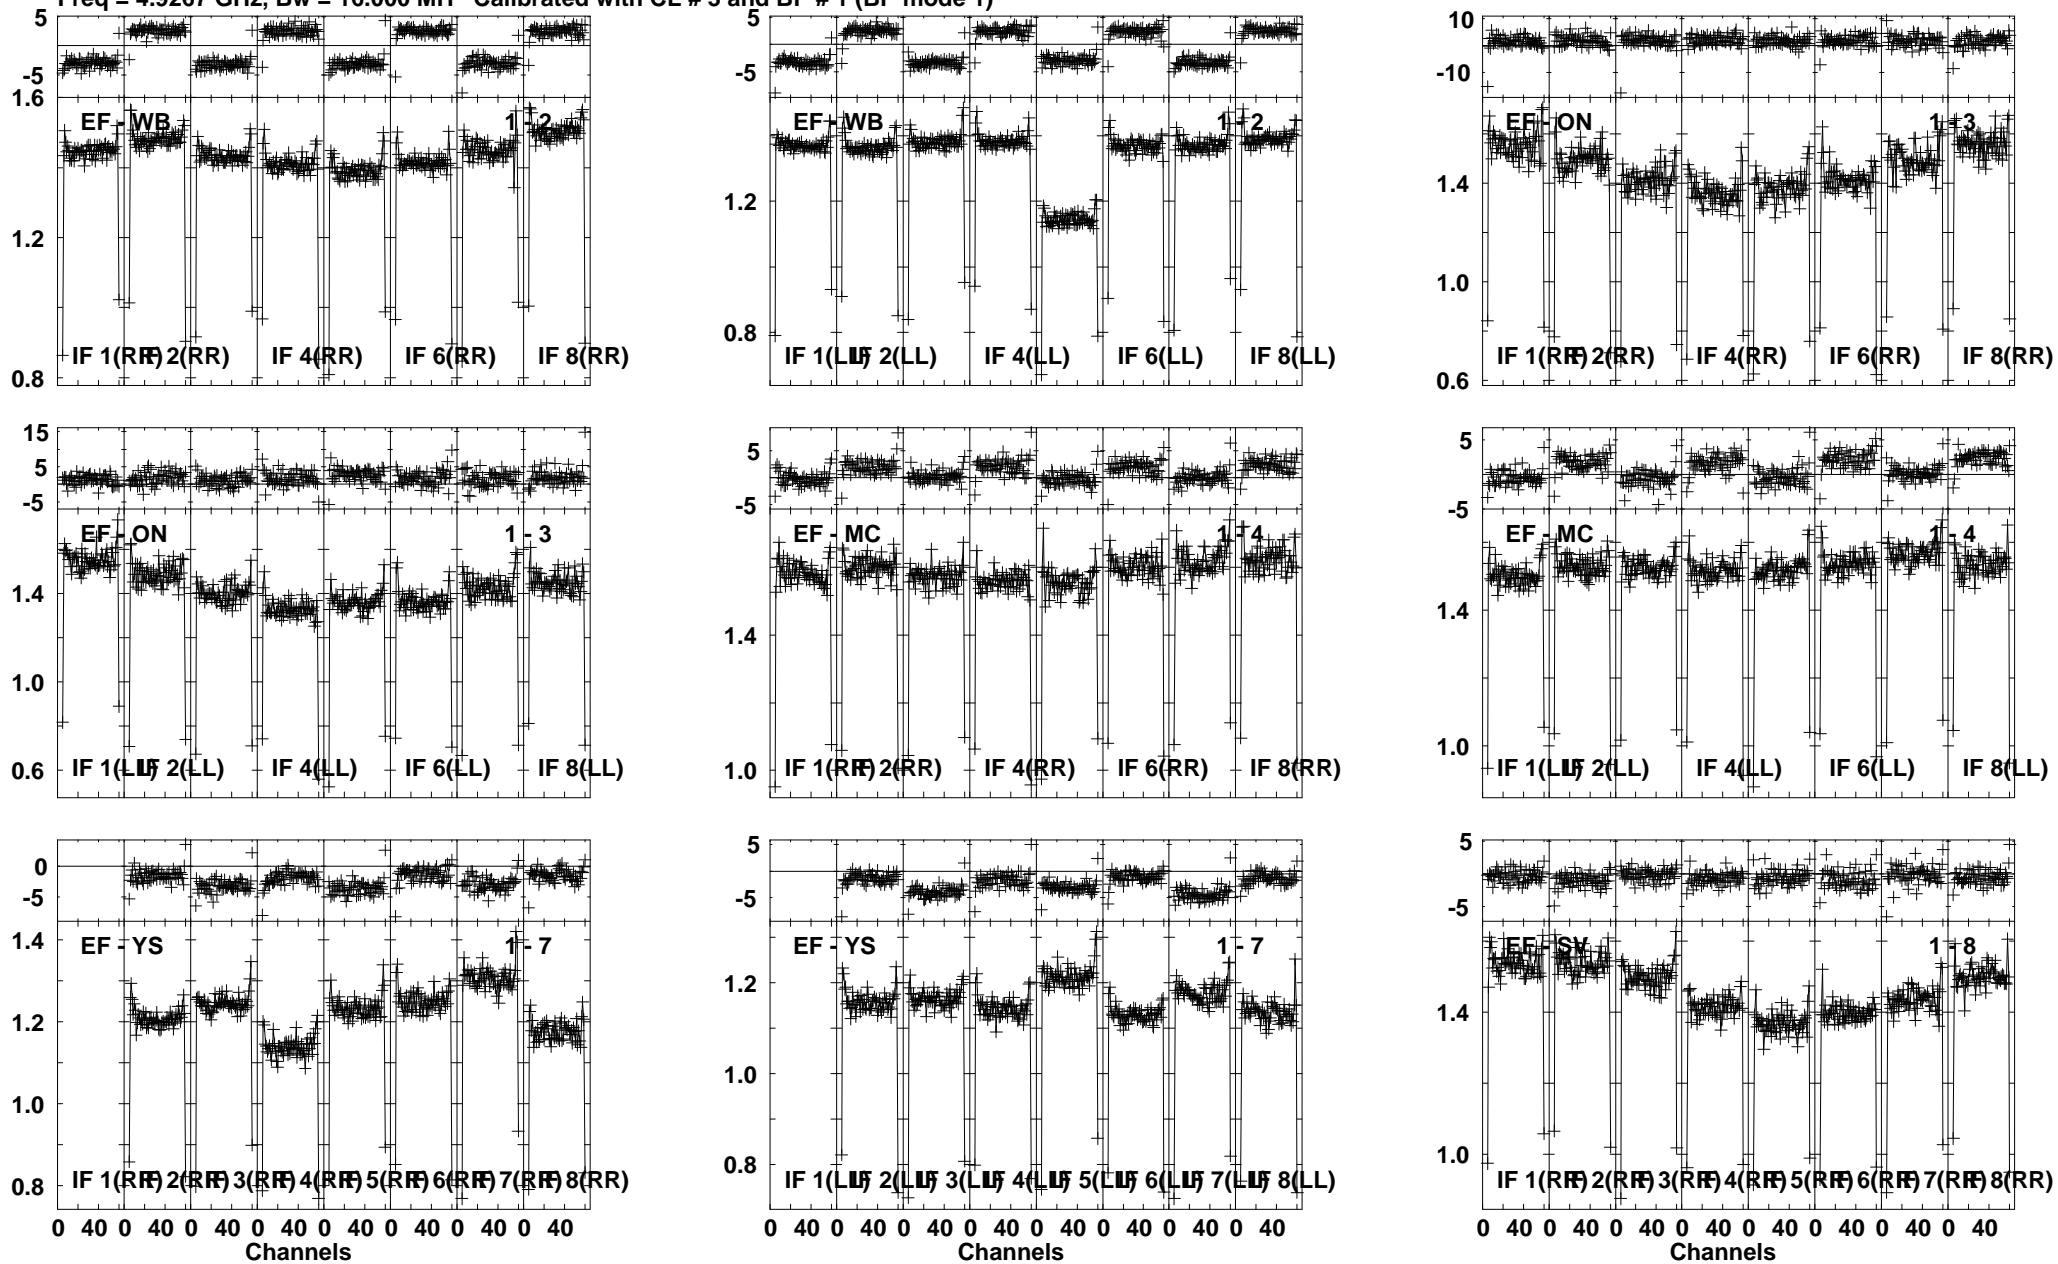 Freq = 4.9267 GHz, Bw = 16.000 MH Calibrated with CL # 3 and BP # 1 (BP mode 1)
5
-5
1.6
1.2
0.8
EF - WB 1 - 2
IF 1(RR) IF 2(RR) IF 4(RR) IF 6(RR) IF 8(RR)
5
-5
1.2
0.8
EF - WB 1 - 2
IF 1(LL) IF 2(LL) IF 4(LL) IF 6(LL) IF 8(LL)
10
-10
1.4
1.0
0.6
EF - ON 1 - 3
IF 1(RR) IF 2(RR) IF 4(RR) IF 6(RR) IF 8(RR)
15
5
-5
1.4
1.0
0.6
EF - ON 1 - 3
IF 1(LL) IF 2(LL) IF 4(LL) IF 6(LL) IF 8(LL)
5
-5
1.4
1.0
EF - MC 1 - 4
IF 1(RR) IF 2(RR) IF 4(RR) IF 6(RR) IF 8(RR)
5
-5
1.4
1.0
EF - MC 1 - 4
IF 1(LL) IF 2(LL) IF 4(LL) IF 6(LL) IF 8(LL)
0
-5
1.4
1.2
1.0
0.8
EF - YS 1 - 7
IF 1(RR) IF 2(RR) IF 3(RR) IF 4(RR) IF 5(RR) IF 6(RR) IF 7(RR) IF 8(RR)
0 40 0 40 0 40 0 40 0 40 0 40 0 40 0 40
Channels
5
-5
1.2
1.0
0.8
EF - YS 1 - 7
IF 1(LL) IF 2(LL) IF 3(LL) IF 4(LL) IF 5(LL) IF 6(LL) IF 7(LL) IF 8(LL)
0 40 0 40 0 40 0 40 0 40 0 40 0 40 0 40
Channels
5
-5
1.4
1.0
EF - SV 1 - 8
IF 1(RR) IF 2(RR) IF 3(RR) IF 4(RR) IF 5(RR) IF 6(RR) IF 7(RR) IF 8(RR)
0 40 0 40 0 40 0 40 0 40 0 40 0 40 0 40
Channels